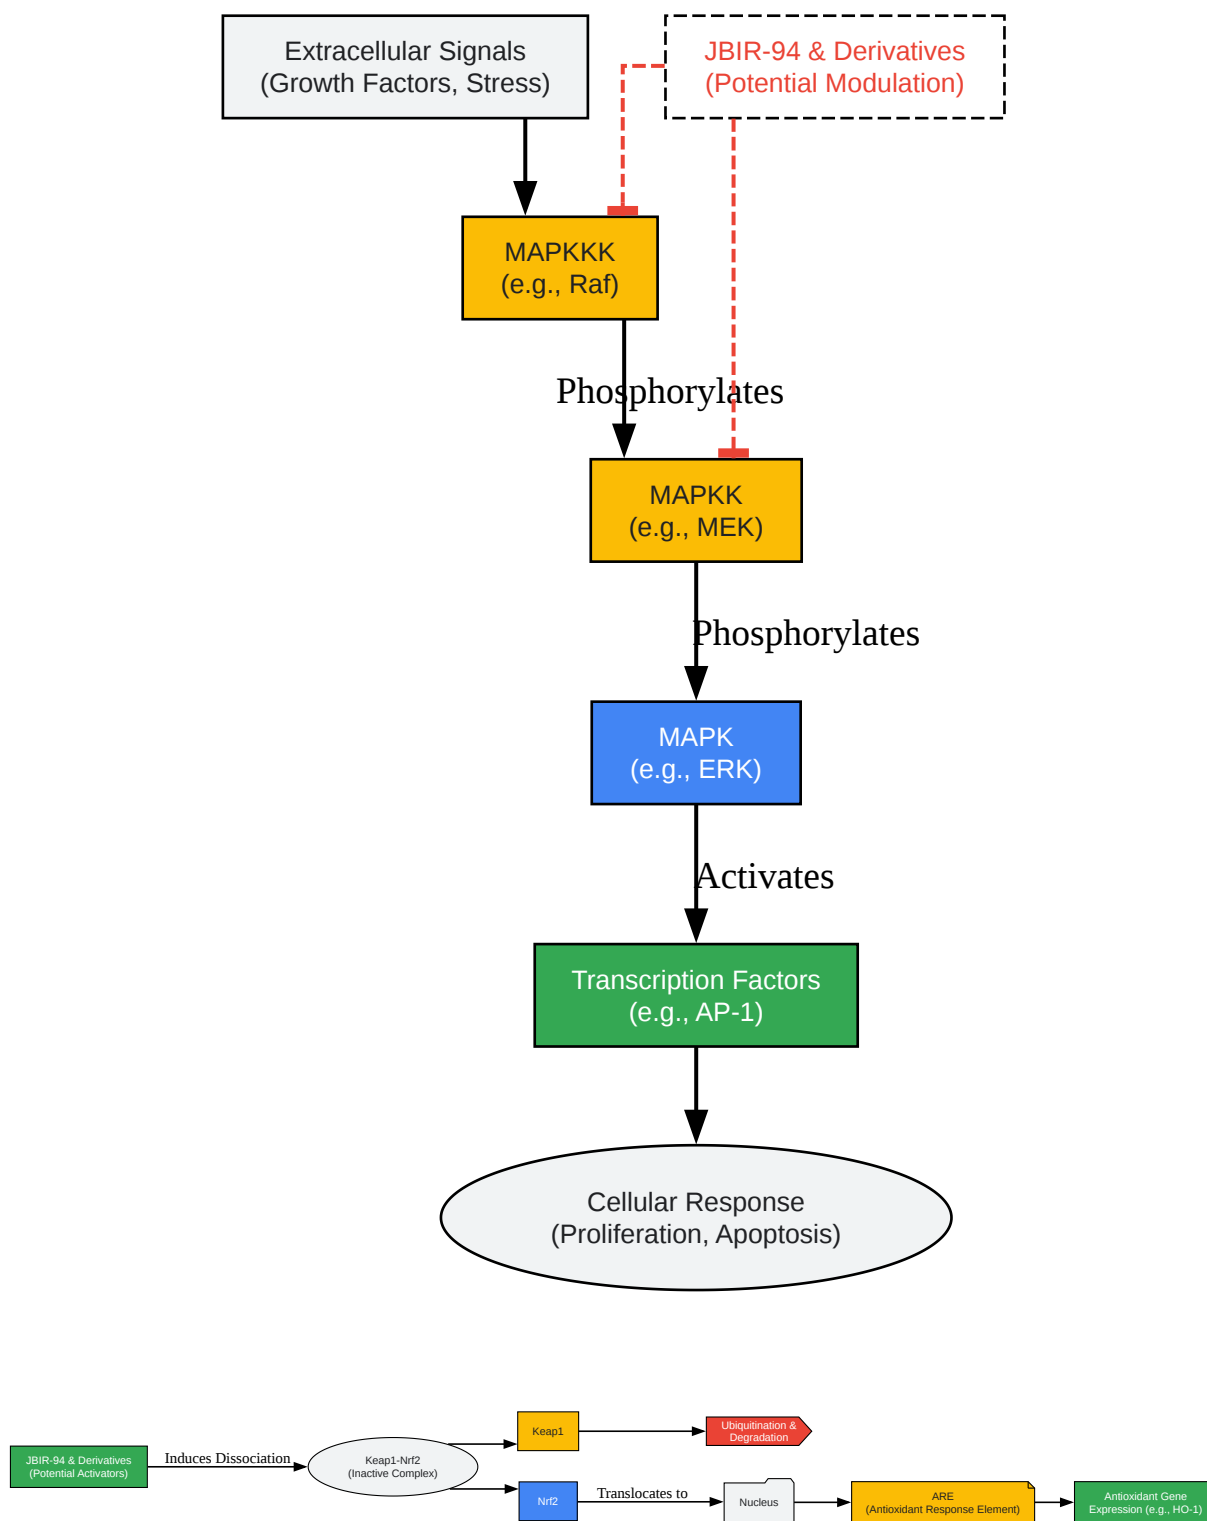 Extracellular Signals
(Growth Factors, Stress)
JBIR-94 & Derivatives
(Potential Modulation)
MAPKKK
(e.g., Raf)
Phosphorylates
MAPKK
(e.g., MEK)
Phosphorylates
MAPK
(e.g., ERK)
Activates
Transcription Factors
(e.g., AP-1)
Cellular Response
(Proliferation, Apoptosis)
JBIR-94 & Derivatives
(Potential Activators)
Induces Dissociation
Keap1-Nrf2
(Inactive Complex)
Keap1
Ubiquitination &
Degradation
Nrf2
Translocates to
Nucleus
ARE
(Antioxidant Response Element)
Antioxidant Gene
Expression (e.g., HO-1)